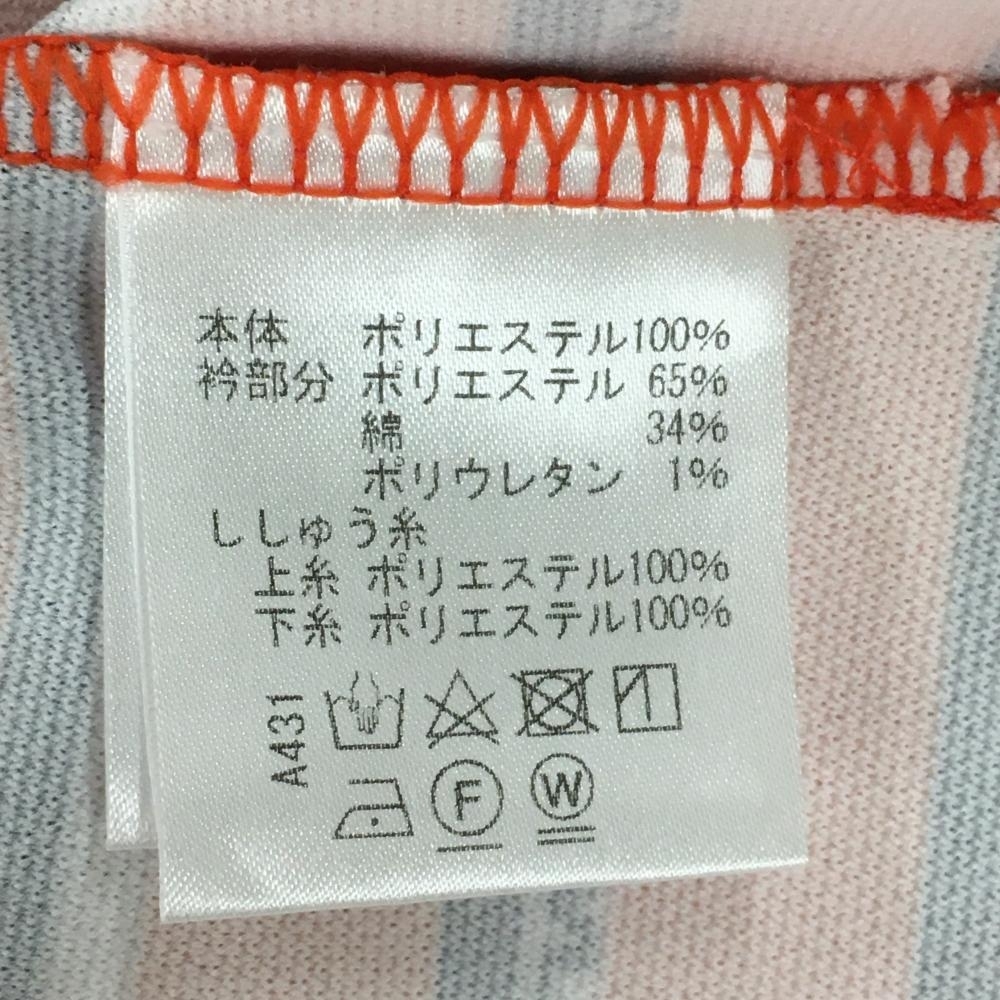 本体 ポリエステル100%
衿部分 ポリエステル 65%
綿 34%
ポリウレタン 1%
ししゅう糸
上糸 ポリエステル100%
下糸 ポリエステル100%
A431
F W